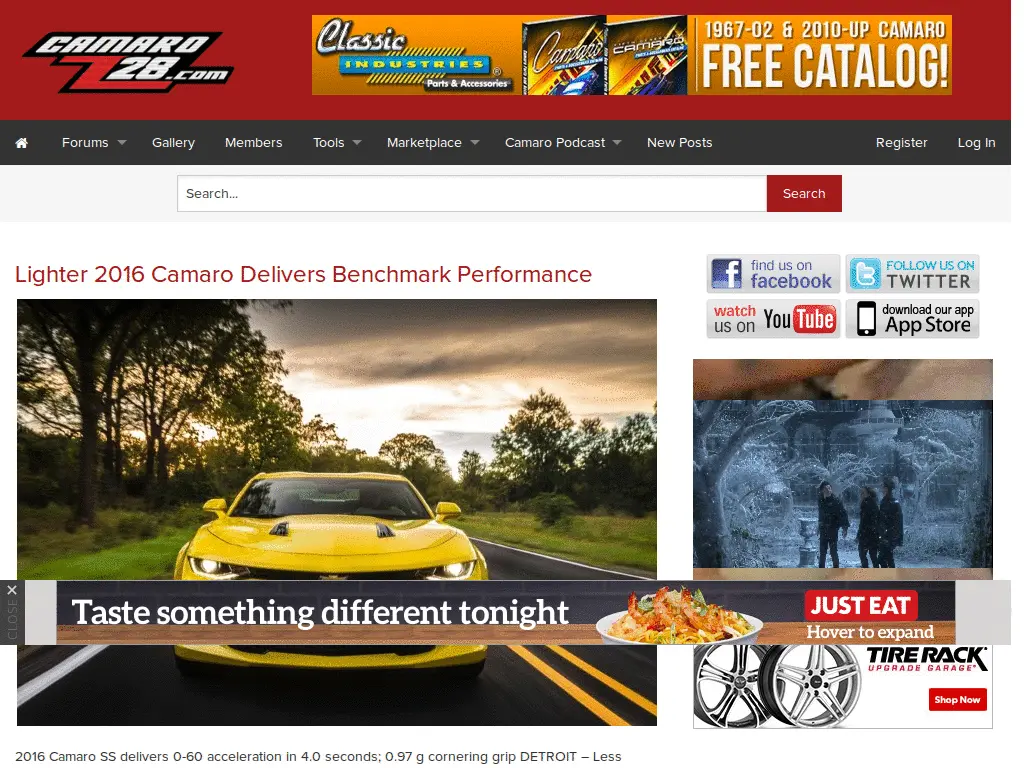 CAMARO
Z28.com
Classic
INDUSTRIES®
Parts & Accessories
Camaro
CAMARO
1967-02 & 2010-UP CAMARO
FREE CATALOG!
Forums
Gallery
Members
Tools
Marketplace
Camaro Podcast
New Posts
Register
Log In
Search...
Search
Lighter 2016 Camaro Delivers Benchmark Performance
find us on
facebook
FOLLOW US ON
TWITTER
watch
us on YouTube
download our app
App Store
CLOSE
Taste something different tonight
JUST EAT
Hover to expand
TIRE RACK
UPGRADE GARAGE
Shop Now
2016 Camaro SS delivers 0-60 acceleration in 4.0 seconds; 0.97 g cornering grip DETROIT – Less